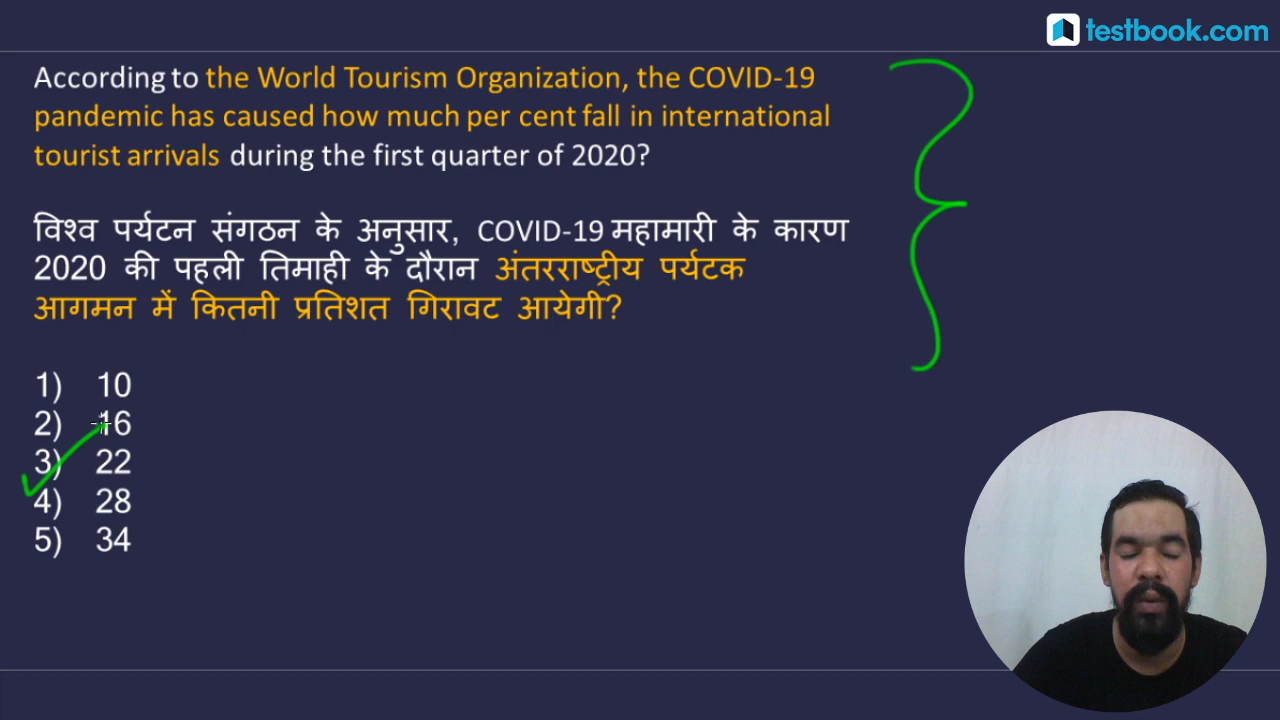 testbook.com
According to the World Tourism Organization, the COVID-19
pandemic has caused how much per cent fall in international
tourist arrivals during the first quarter of 2020?
विश्व पर्यटन संगठन के अनुसार, COVID-19 महामारी के कारण
2020 की पहली तिमाही के दौरान अंतरराष्ट्रीय पर्यटक
आगमन में कितनी प्रतिशत गिरावट आयेगी?
1) 10
2) 16
3) 22
4) 28
5) 34